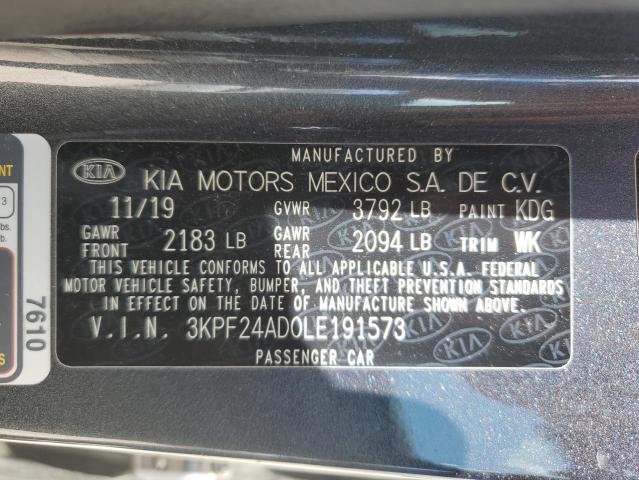 MANUFACTURED BY
KIA KIA MOTORS MEXICO S.A. DE C.V.
11/19 GVWR 3792 LB PAINT KDG
GAWR FRONT 2183 LB GAWR REAR 2094 LB TRIM WK
THIS VEHICLE CONFORMS TO ALL APPLICABLE U.S.A. FEDERAL
MOTOR VEHICLE SAFETY, BUMPER, AND THEFT PREVENTION STANDARDS
IN EFFECT ON THE DATE OF MANUFACTURE SHOWN ABOVE.
V.I.N. 3KPF24AD0LE191573
PASSENGER CAR
7610
3